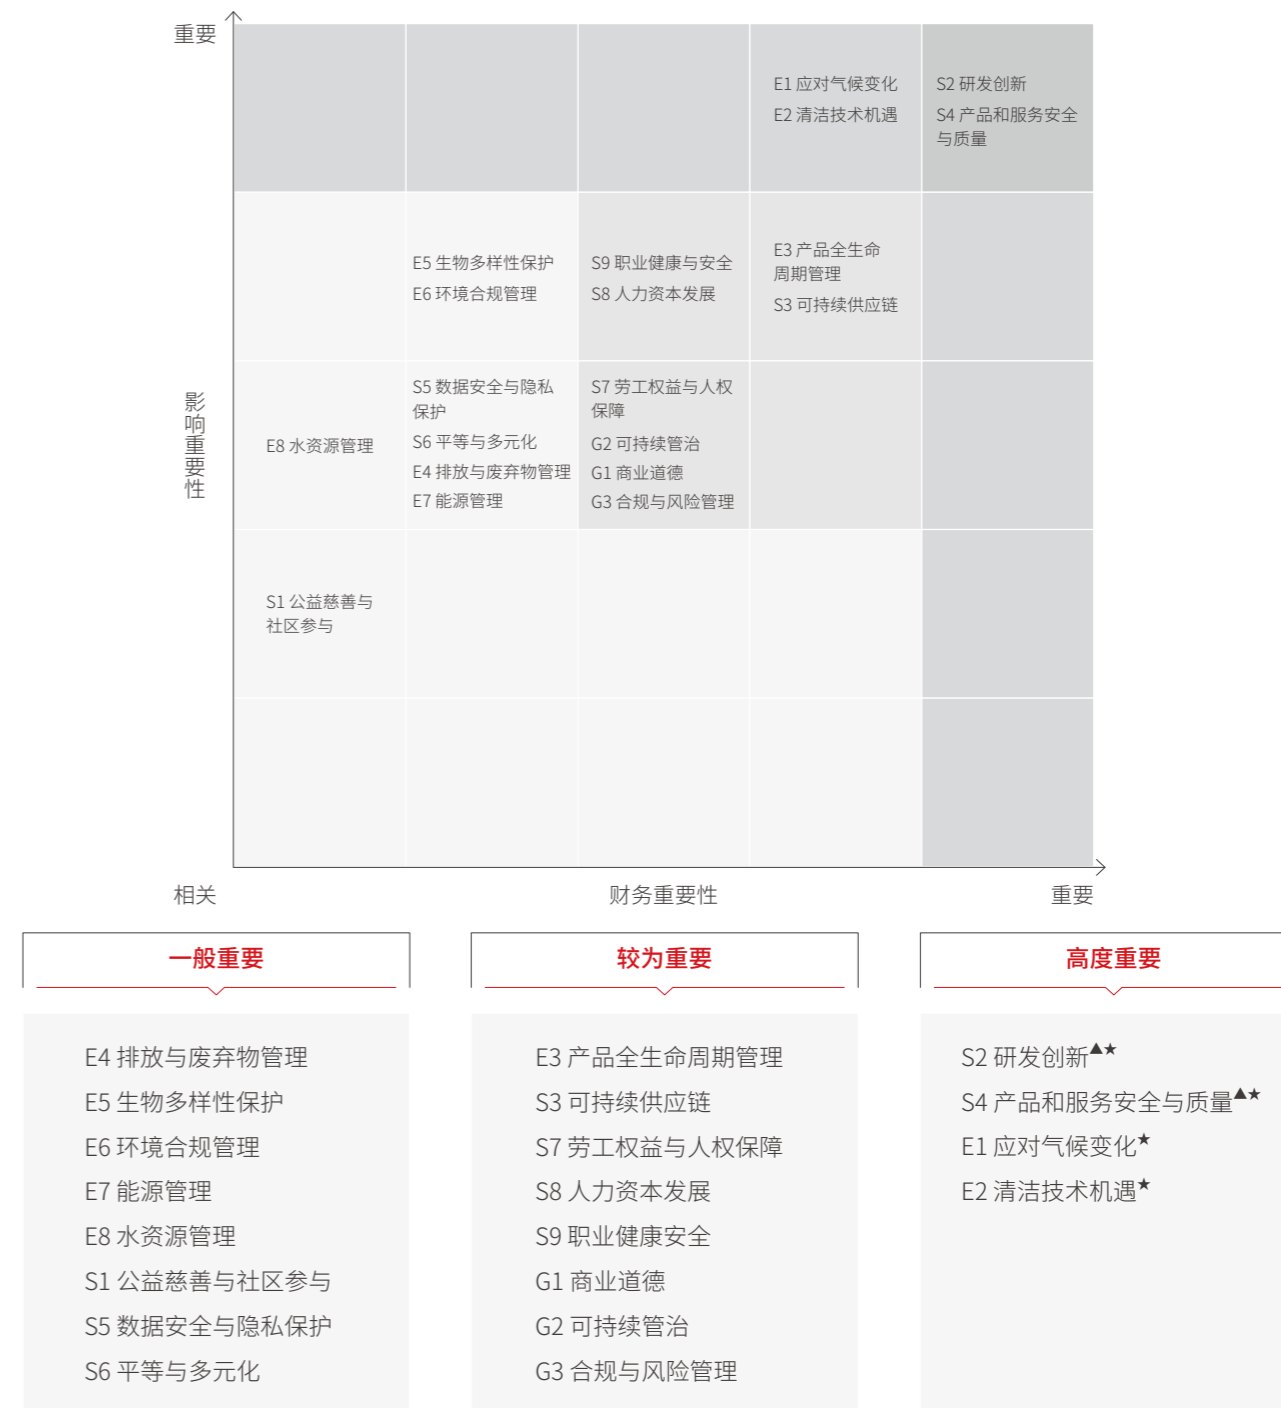 重要
E1 应对气候变化
E2 清洁技术机遇
S2 研发创新
S4 产品和服务安全
与质量
E5 生物多样性保护
E6 环境合规管理
S9 职业健康与安全
S8 人力资本发展
E3 产品全生命
周期管理
S3 可持续供应链
影响重要性
E8 水资源管理
S5 数据安全与隐私
保护
S6 平等与多元化
E4 排放与废弃物管理
E7 能源管理
S7 劳工权益与人权
保障
G2 可持续管治
G1 商业道德
G3 合规与风险管理
S1 公益慈善与
社区参与
相关
财务重要性
重要
一般重要
E4 排放与废弃物管理
E5 生物多样性保护
E6 环境合规管理
E7 能源管理
E8 水资源管理
S1 公益慈善与社区参与
S5 数据安全与隐私保护
S6 平等与多元化
较为重要
E3 产品全生命周期管理
S3 可持续供应链
S7 劳工权益与人权保障
S8 人力资本发展
S9 职业健康安全
G1 商业道德
G2 可持续管治
G3 合规与风险管理
高度重要
S2 研发创新▲★
S4 产品和服务安全与质量▲★
E1 应对气候变化★
E2 清洁技术机遇★